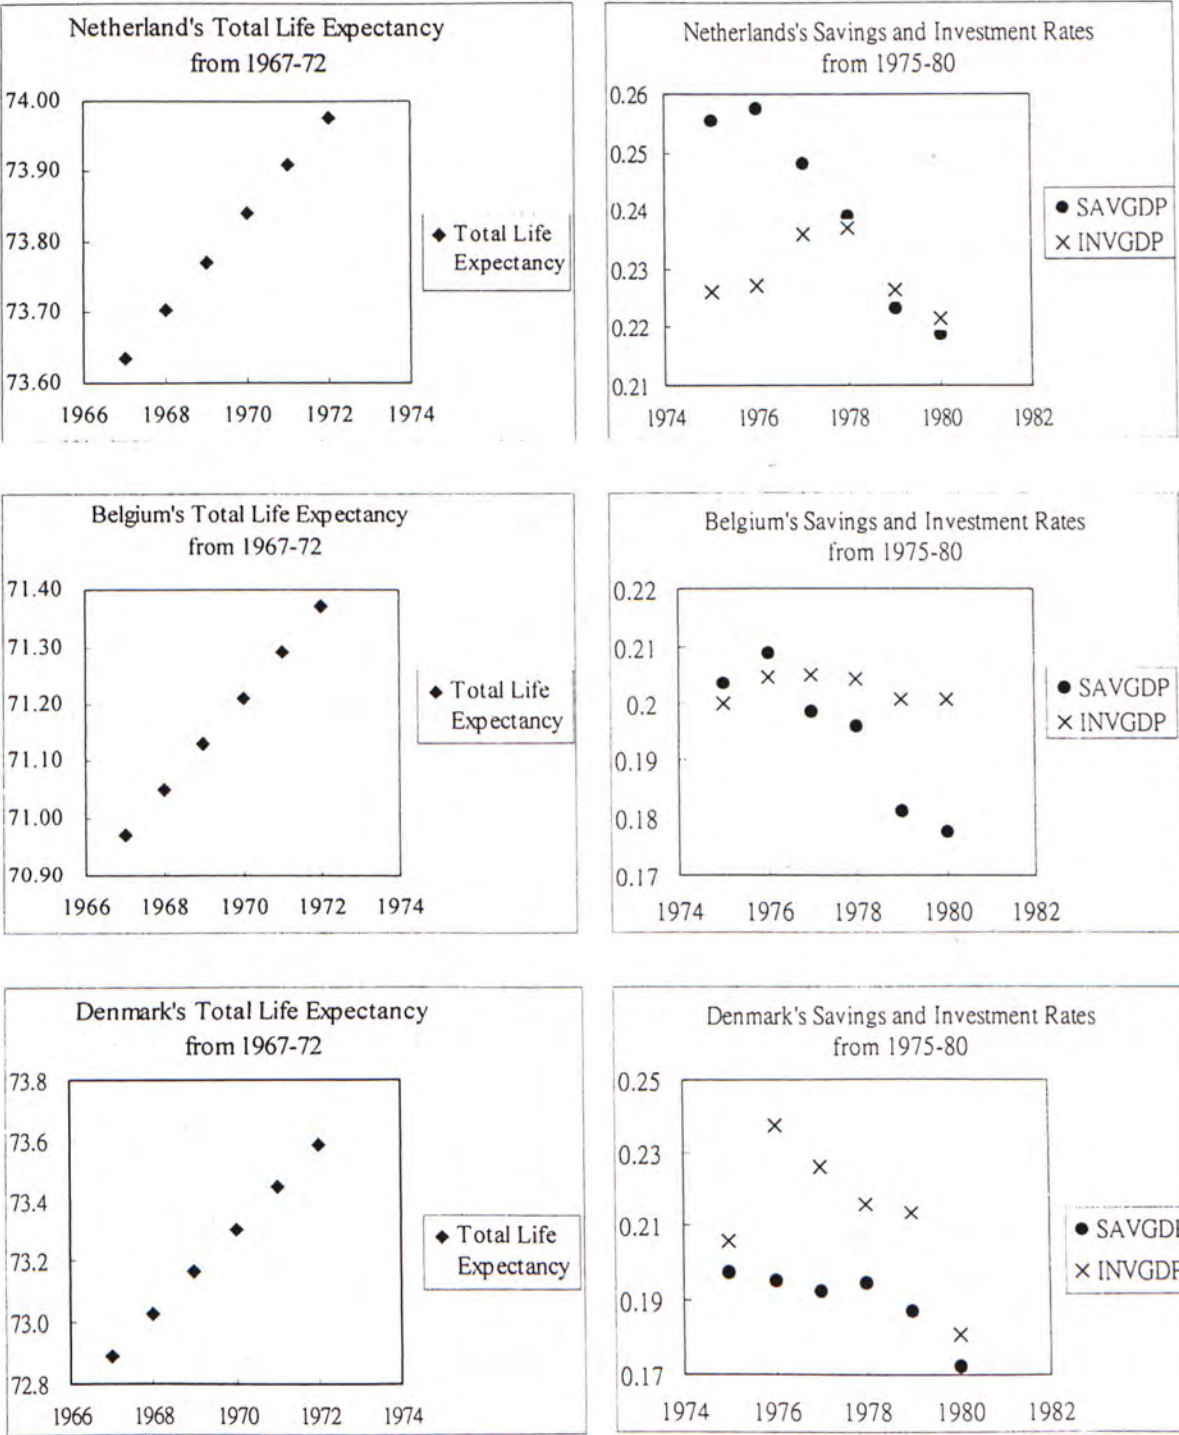 Netherland's Total Life Expectancy
from 1967-72
74.00
73.90
73.80
73.70
73.60
1966 1968 1970 1972 1974
Total Life
Expectancy
Netherlands's Savings and Investment Rates
from 1975-80
0.26
0.25
0.24
0.23
0.22
0.21
1974 1976 1978 1980 1982
SAVGDP
INVGDP
Belgium's Total Life Expectancy
from 1967-72
71.40
71.30
71.20
71.10
71.00
70.90
1966 1968 1970 1972 1974
Total Life
Expectancy
Belgium's Savings and Investment Rates
from 1975-80
0.22
0.21
0.2
0.19
0.18
0.17
1974 1976 1978 1980 1982
SAVGDP
INVGDP
Denmark's Total Life Expectancy
from 1967-72
73.8
73.6
73.4
73.2
73.0
72.8
1966 1968 1970 1972 1974
Total Life
Expectancy
Denmark's Savings and Investment Rates
from 1975-80
0.25
0.23
0.21
0.19
0.17
1974 1976 1978 1980 1982
SAVGDP
INVGDP